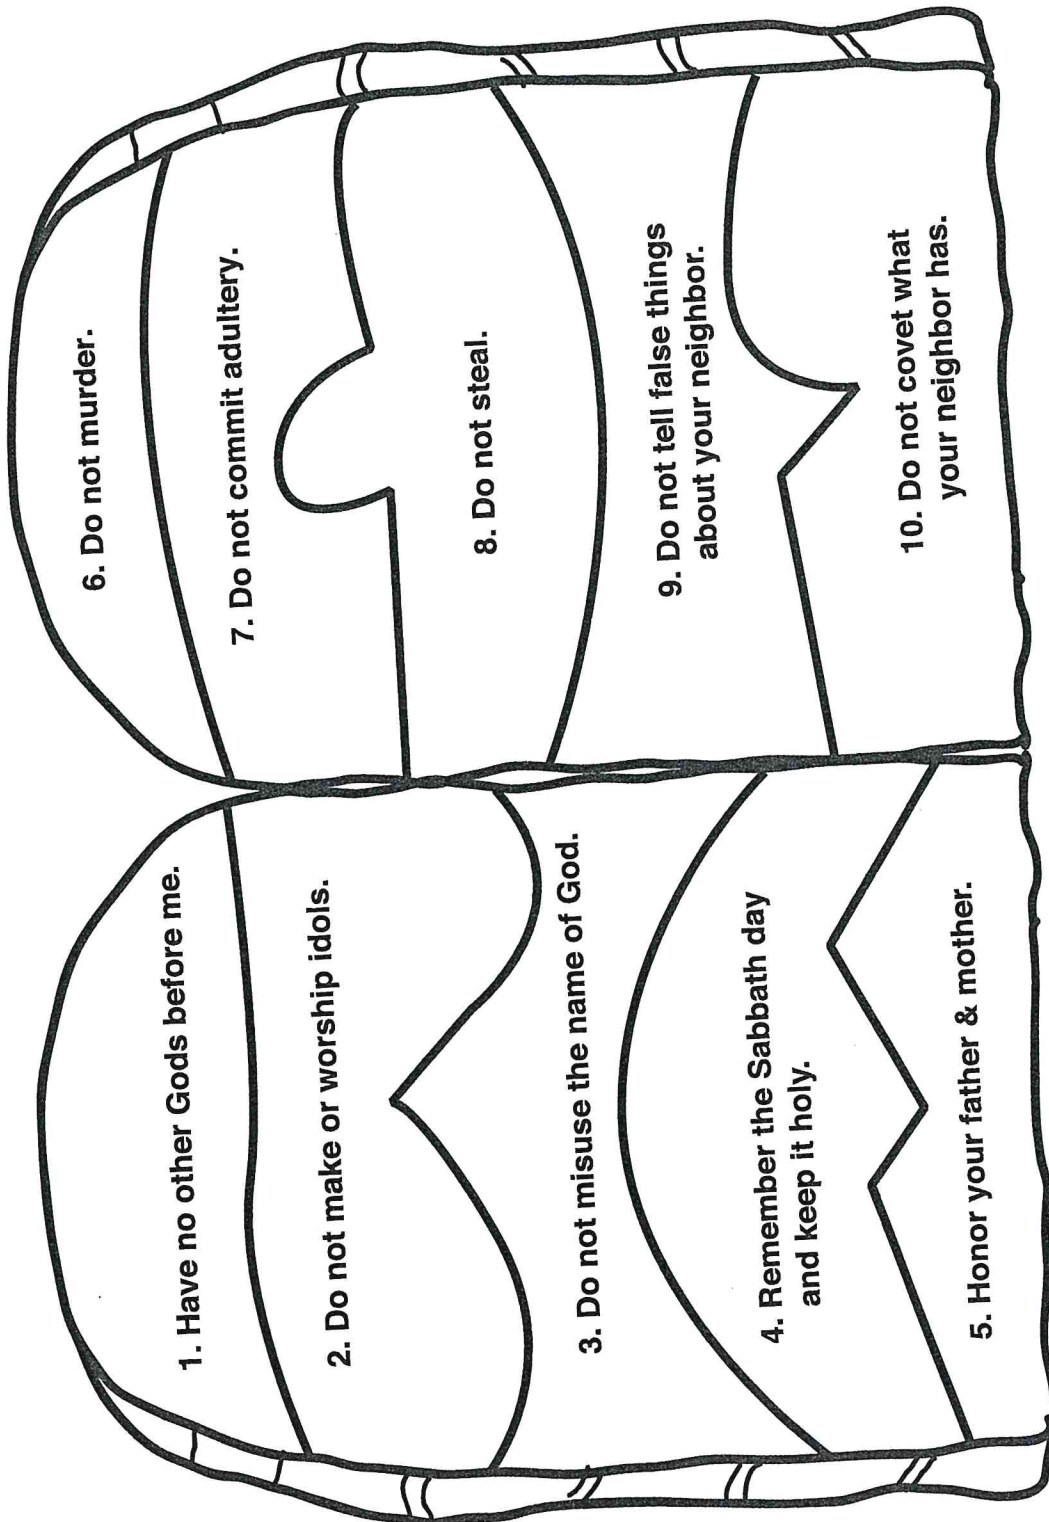 1. Have no other Gods before me.
2. Do not make or worship idols.
3. Do not misuse the name of God.
4. Remember the Sabbath day
and keep it holy.
5. Honor your father & mother.
6. Do not murder.
7. Do not commit adultery.
8. Do not steal.
9. Do not tell false things
about your neighbor.
10. Do not covet what
your neighbor has.